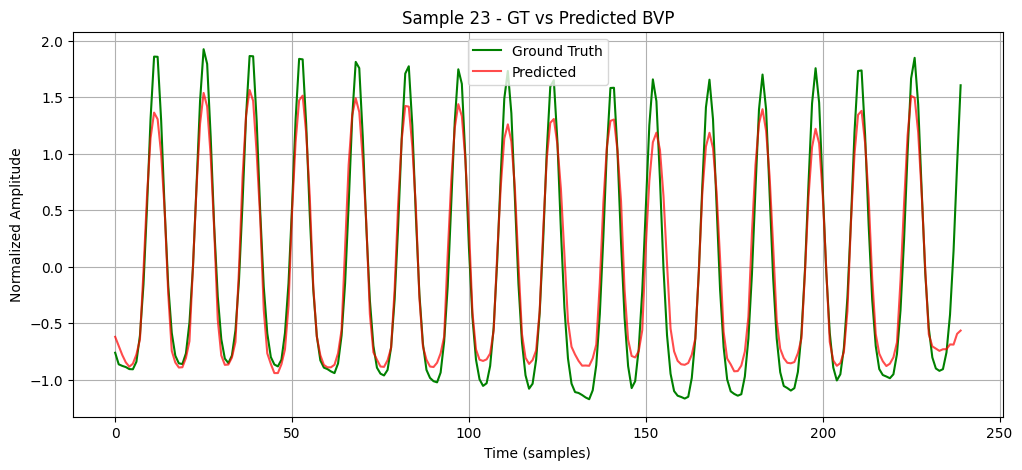 Sample 23 - GT vs Predicted BVP
Ground Truth
Predicted
Normalized Amplitude
2.0
1.5
1.0
0.5
0.0
−0.5
−1.0
0 50 100 150 200 250
Time (samples)